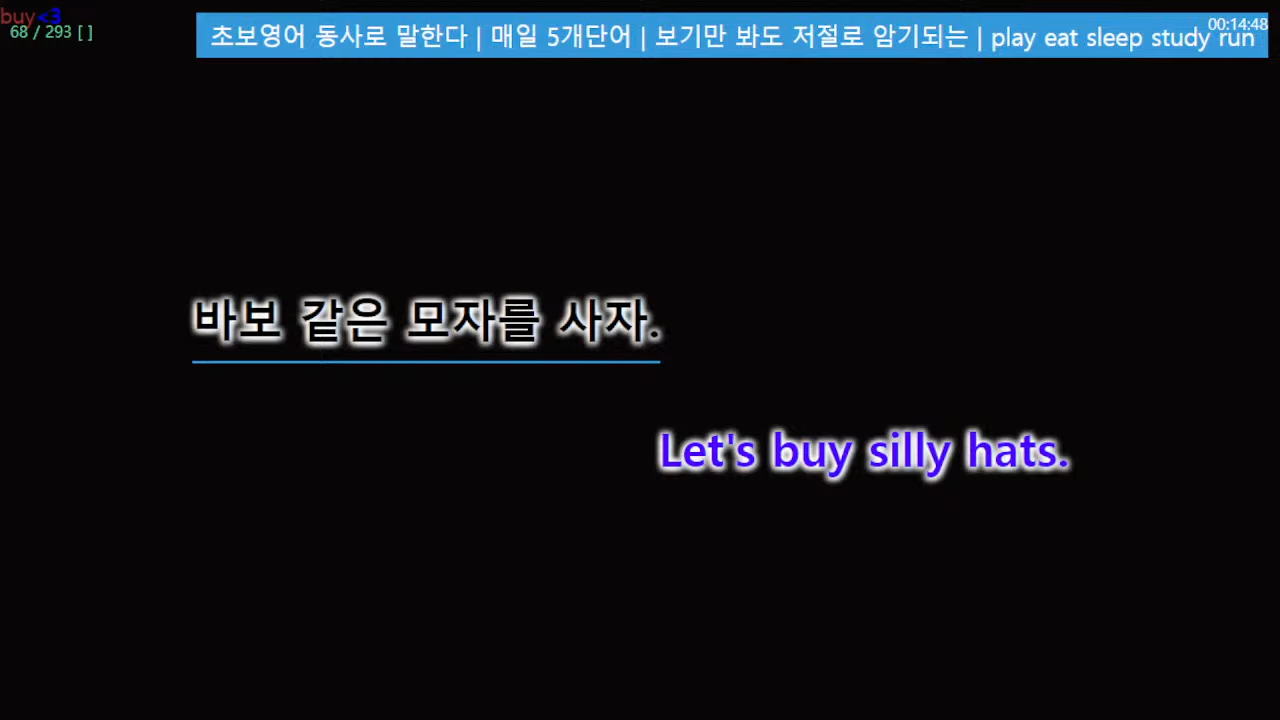 buy<3
68 / 293 [ ]
초보영어 동사로 말한다 | 매일 5개단어 | 보기만 봐도 저절로 암기되는 | play eat sleep study run
00:14:48
바보 같은 모자를 사자.
Let's buy silly hats.